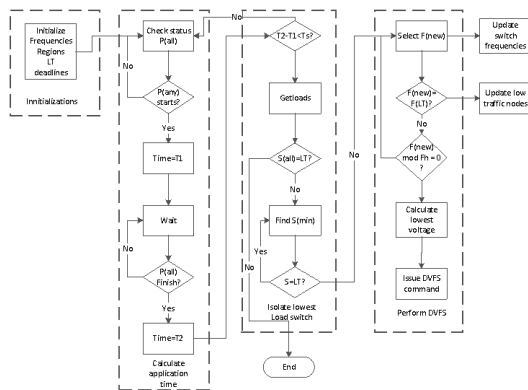 Initialize
Frequencies
Regions
LT
deadlines
Innitializations
Check status
P(all)
No
P(any)
starts?
Yes
Time=T1
Wait
No
P(all)
Finish?
Yes
Time=T2
Calculate
application
time
No
T2-T1<Ts?
Getloads
S(all)=LT?
No
Find S(min)
Yes
No
S=LT?
Isolate lowest
Load switch
End
No
Select F(new)
F(new)=
F(LT)?
No
F(new)
mod Fh = 0
?
Calculate
lowest
voltage
Issue DVFS
command
Perform DVFS
Update
switch
frequencies
Update low
traffic nodes